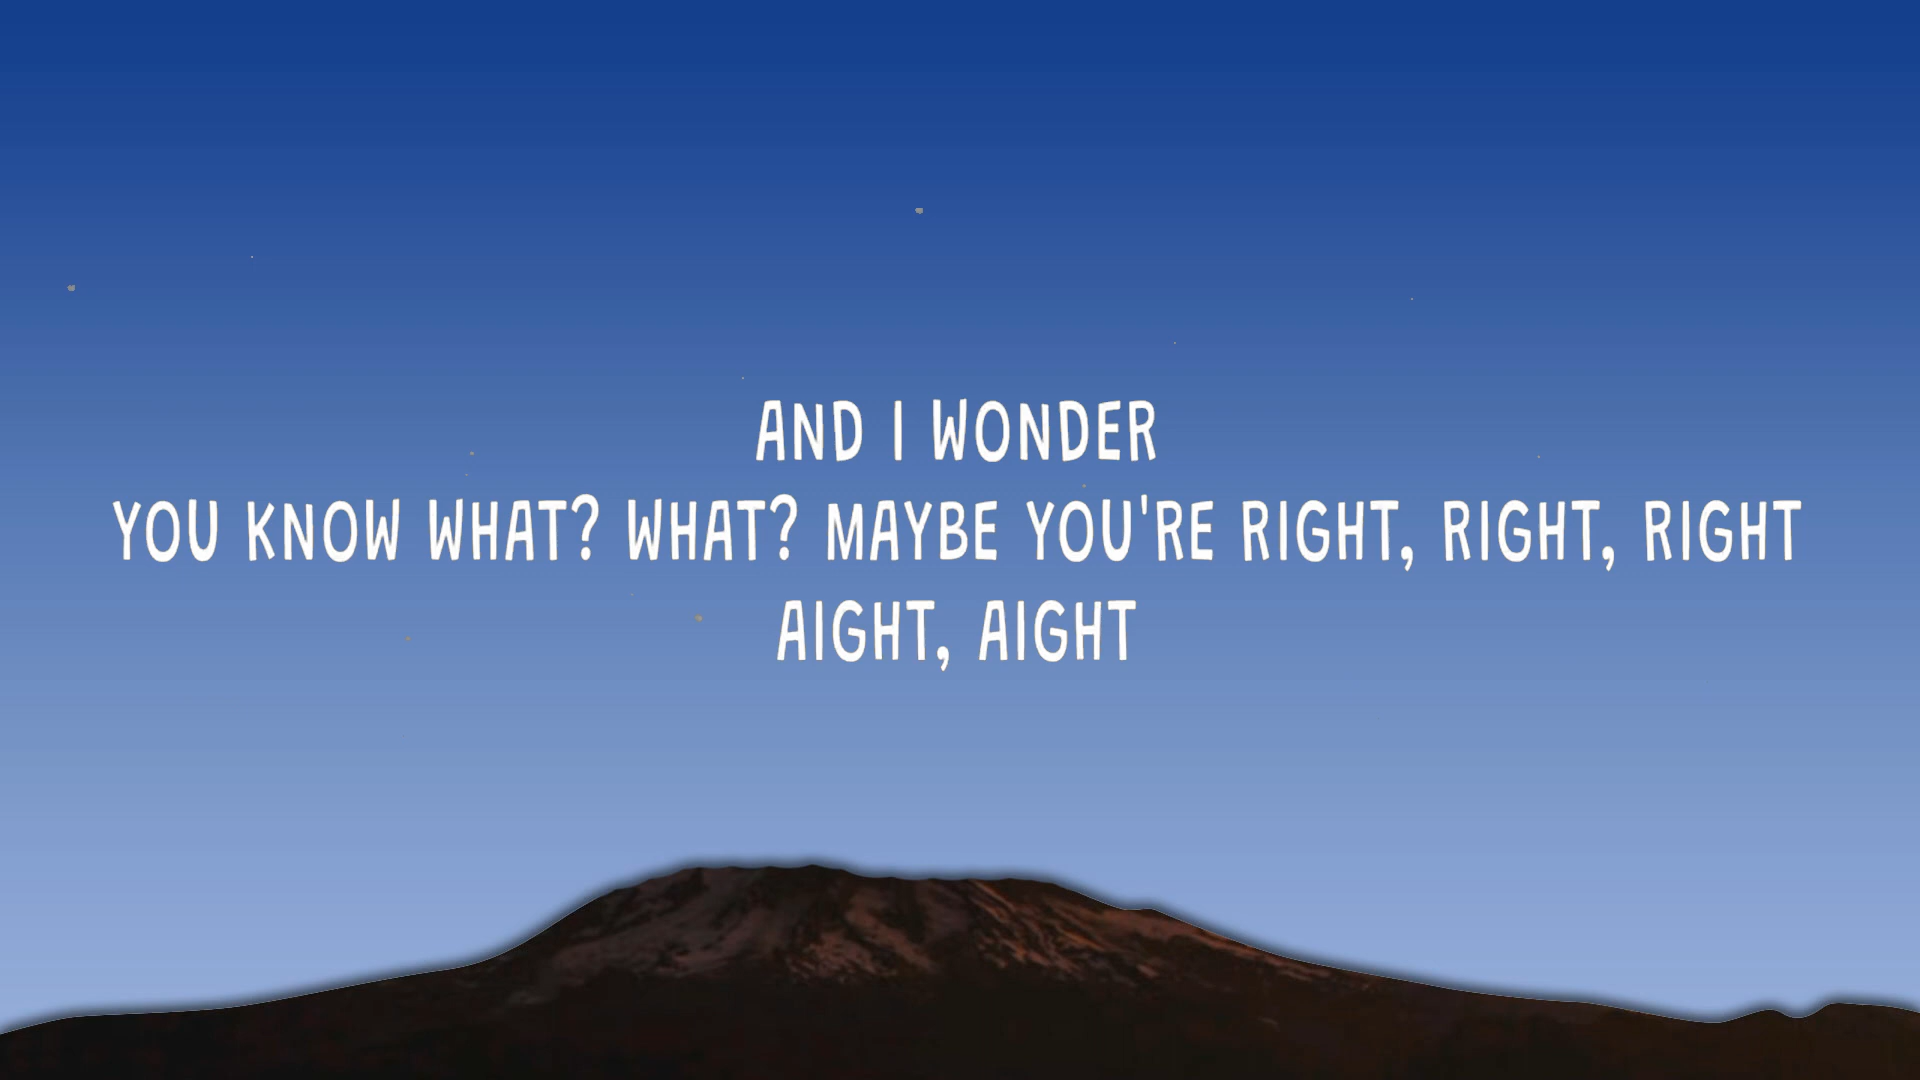 AND I WONDER
YOU KNOW WHAT? WHAT? MAYBE YOU'RE RIGHT, RIGHT, RIGHT
AIGHT, AIGHT